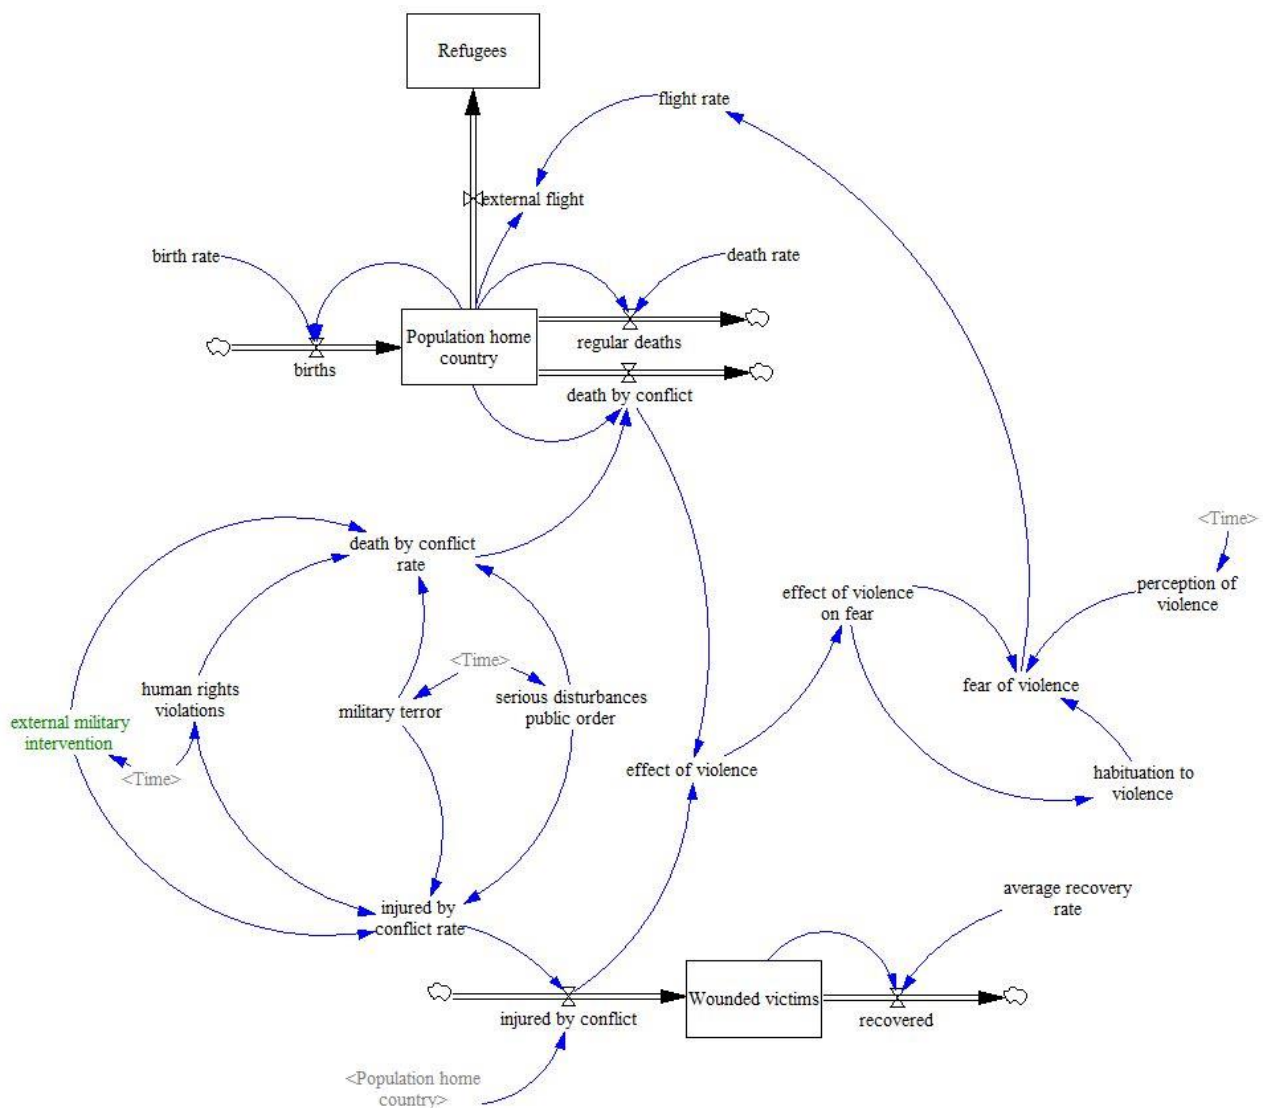 Refugees
flight rate
external flight
birth rate
death rate
Population home
country
regular deaths
births
death by conflict
<Time>
death by conflict
rate
perception of
violence
effect of violence
on fear
<Time>
human rights
violations
military terror
serious disturbances
public order
fear of violence
external military
intervention
<Time>
effect of violence
habituation to
violence
average recovery
rate
injured by
conflict rate
Wounded victims
injured by conflict
recovered
<Population home
country>